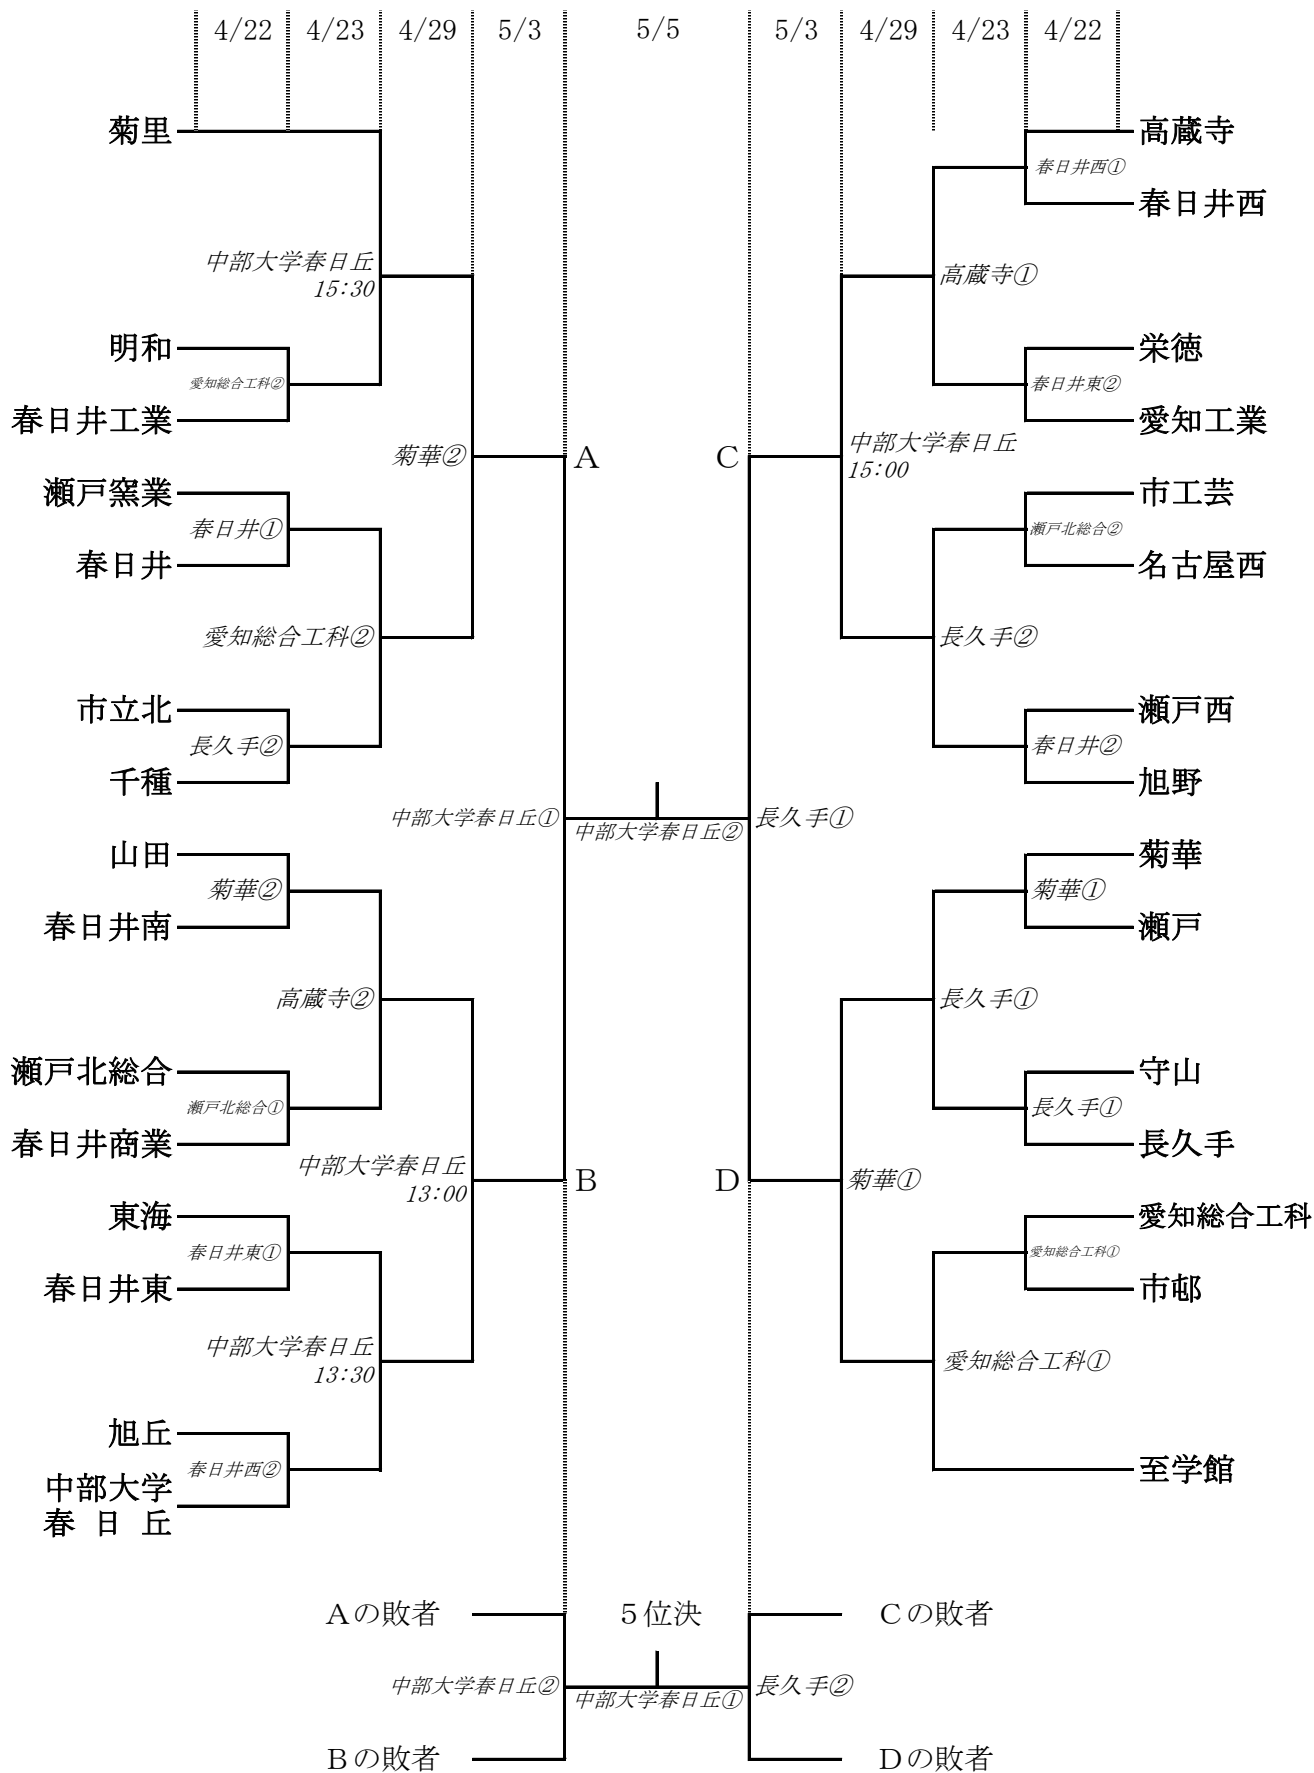 4/22 4/23 4/29 5/3 5/5 5/3 4/29 4/23 4/22
菊里
高蔵寺
春日井西①
春日井西
中部大学春日丘
15:30
高蔵寺①
明和
栄徳
愛知総合工科②
春日井東②
春日井工業
愛知工業
菊華②
A
C
中部大学春日丘
15:00
瀬戸窯業
市工芸
春日井①
瀬戸北総合②
春日井
名古屋西
愛知総合工科②
長久手②
市立北
瀬戸西
長久手②
春日井②
千種
旭野
中部大学春日丘①
中部大学春日丘②
長久手①
山田
菊華
菊華②
菊華①
春日井南
瀬戸
高蔵寺②
長久手①
瀬戸北総合
守山
瀬戸北総合①
長久手①
春日井商業
長久手
中部大学春日丘
13:00
B
D
菊華①
東海
愛知総合工科
春日井東①
愛知総合工科①
春日井東
市邨
中部大学春日丘
13:30
愛知総合工科①
旭丘
春日井西②
至学館
中部大学
春日丘
Aの敗者
5位決
Cの敗者
中部大学春日丘②
中部大学春日丘①
長久手②
Bの敗者
Dの敗者